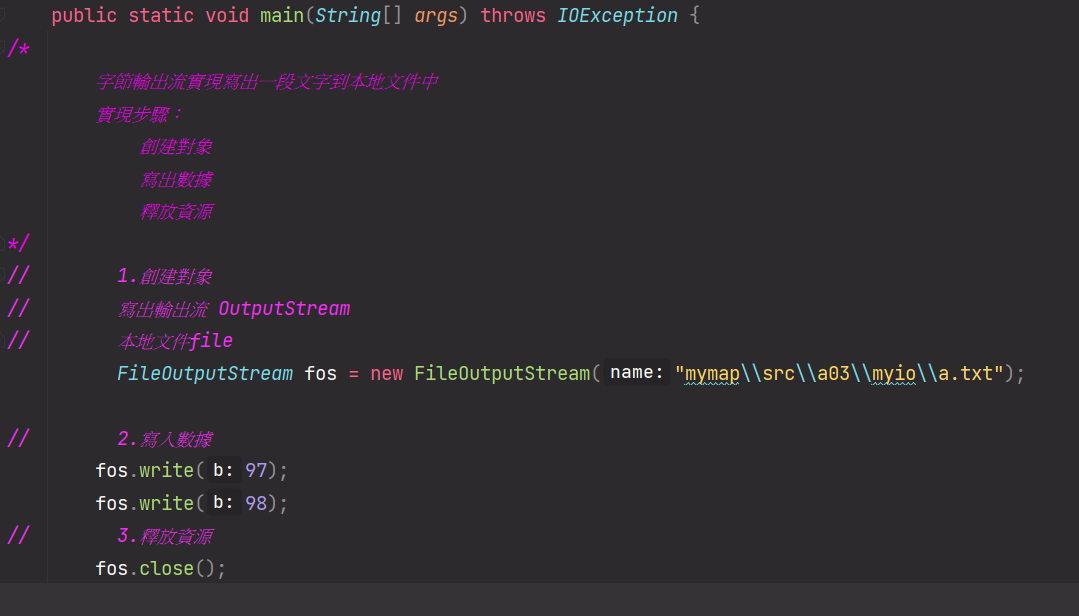 public static void main(String[] args) throws IOException {
/*
字節輸出流實現寫出一段文字到本地文件中
實現步驟：
創建對象
寫出數據
釋放資源
*/
// 1.創建對象
// 寫出輸出流 OutputStream
// 本地文件file
FileOutputStream fos = new FileOutputStream( name: "mymap\\src\\a03\\myio\\a.txt");
// 2.寫入數據
fos.write( b: 97);
fos.write( b: 98);
// 3.釋放資源
fos.close();